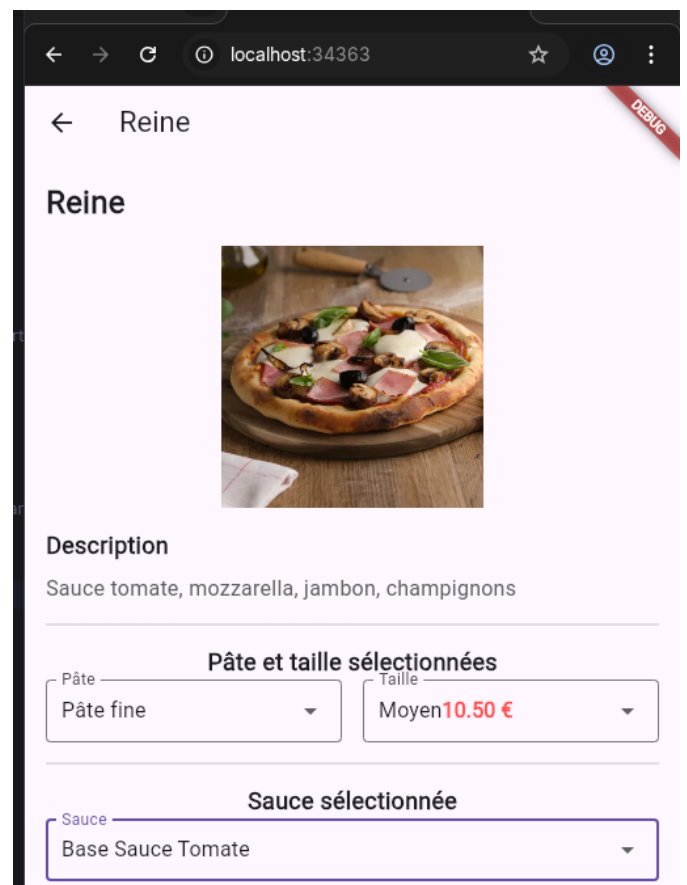 localhost:34363
Reine
DEBUG
Reine
Description
Sauce tomate, mozzarella, jambon, champignons
Pâte et taille sélectionnées
Pâte
Taille
Pâte fine
Moyen10.50 €
Sauce sélectionnée
Sauce
Base Sauce Tomate